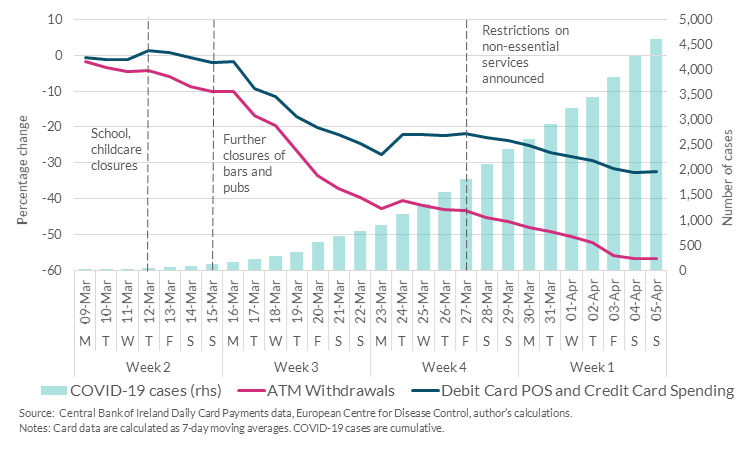 10
0
-10
-20
-30
-40
-50
-60
Percentage change
5,000
4,500
4,000
3,500
3,000
2,500
2,000
1,500
1,000
500
0
Number of cases
School,
childcare
closures
Further
closures of
bars and
pubs
Restrictions on
non-essential
services
announced
09-Mar 10-Mar 11-Mar 12-Mar 13-Mar 14-Mar 15-Mar 16-Mar 17-Mar 18-Mar 19-Mar 20-Mar 21-Mar 22-Mar 23-Mar 24-Mar 25-Mar 26-Mar 27-Mar 28-Mar 29-Mar 30-Mar 31-Mar 01-Apr 02-Apr 03-Apr 04-Apr 05-Apr
M T W T F S S M T W T F S S M T W T F S S M T W T F S S
Week 2 Week 3 Week 4 Week 1
COVID-19 cases (rhs) ATM Withdrawals Debit Card POS and Credit Card Spending
Source: Central Bank of Ireland Daily Card Payments data, European Centre for Disease Control, author's calculations.
Notes: Card data are calculated as 7-day moving averages. COVID-19 cases are cumulative.